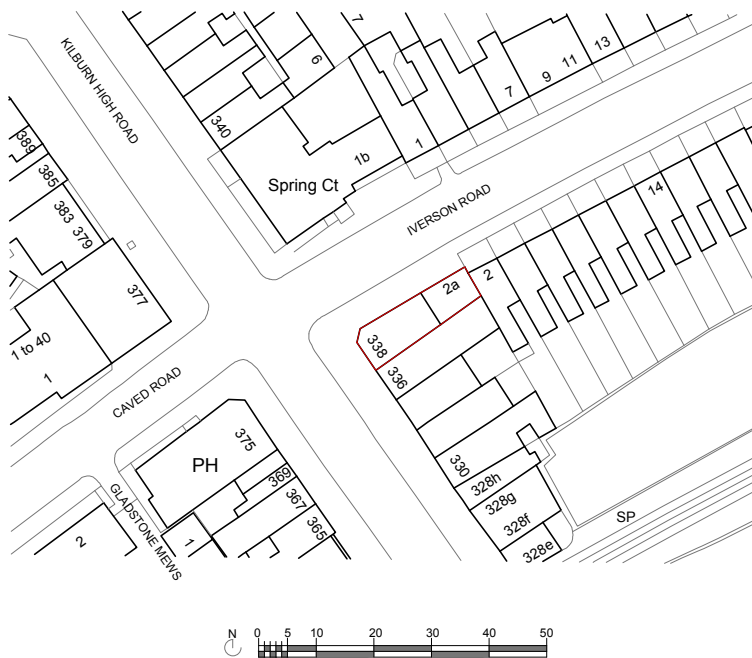 KILBURN HIGH ROAD
7
6
340
13
11
9
7
1
1b
Spring Ct
389
385
383
379
377
IVERSON ROAD
14
2
2a
338
336
1 to 40
1
CAVED ROAD
375
PH
369
367
365
330
328h
328g
328f
328e
SP
GLADSTONE MEWS
2
1
N
0 5 10 20 30 40 50